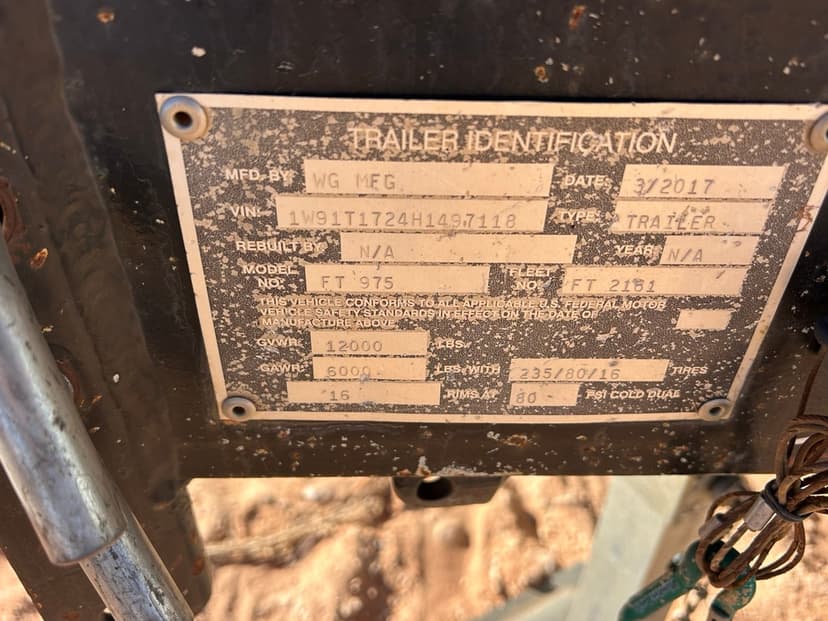 TRAILER IDENTIFICATION
MFD. BY: WG MFG DATE: 3/2017
VIN: 1W91T1724H1497118 TYPE: TRAILER
REBUILT BY: N/A YEAR: N/A
MODEL NO.: FT 975 FLEET NO.: FT 2161
THIS VEHICLE CONFORMS TO ALL APPLICABLE U.S. FEDERAL MOTOR
VEHICLE SAFETY STANDARDS IN EFFECT ON THE DATE OF
MANUFACTURE ABOVE
GVWR: 12000 LBS.
GAWR: 6000 LBS. WITH 235/80/16 TIRES
16 RIMS AT 80 PSI COLD DUAL